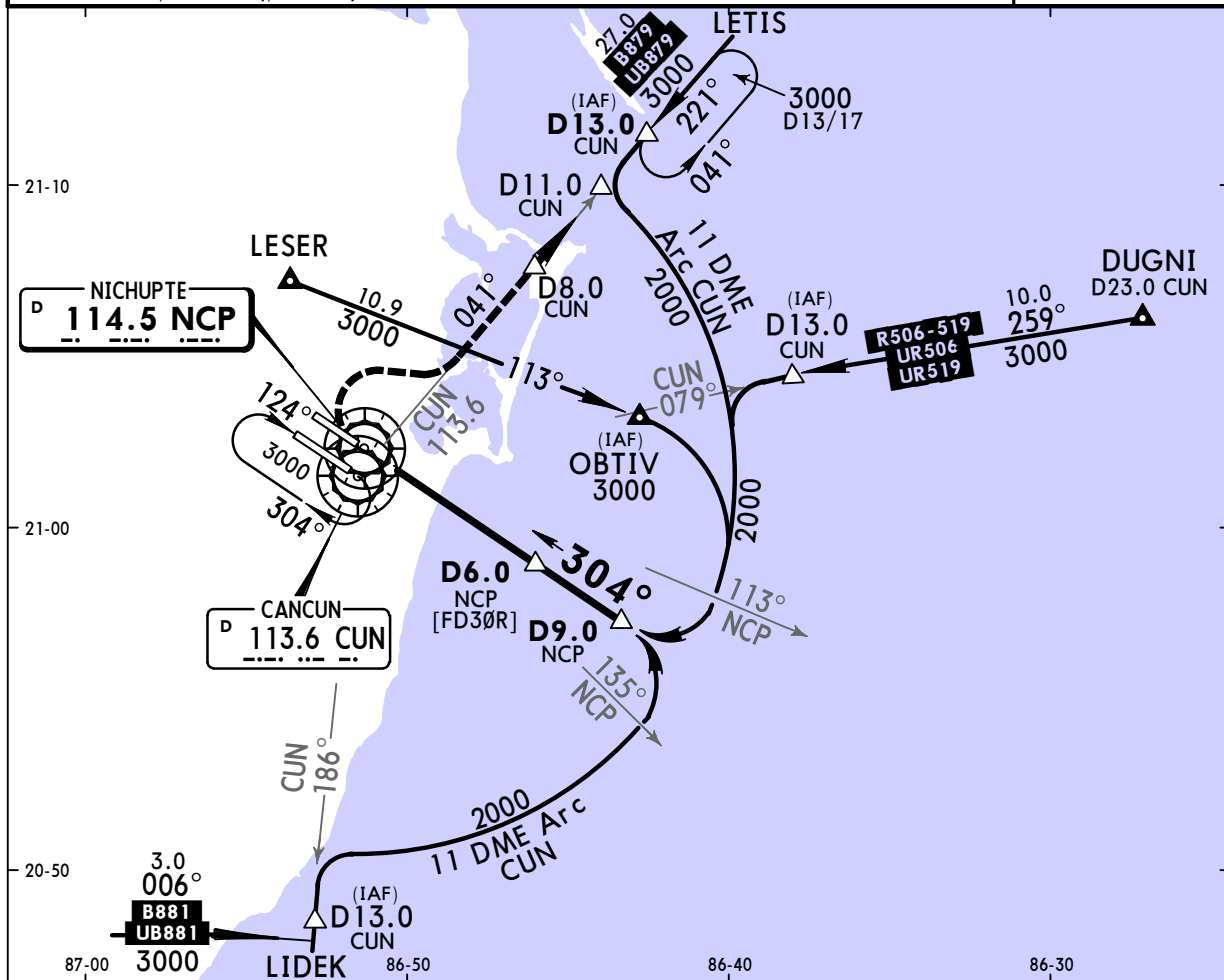 LETIS
27.0
B879
UB879
3000
221°
041°
3000
D13/17
(IAF)
D13.0
CUN
21-10
D11.0
CUN
11 DME
Arc CUN
2000
LESER
10.9
3000
113°
041°
D8.0
CUN
NICHUPTE
D 114.5 NCP
DUGNI
D23.0 CUN
10.0
259°
3000
R506-519
UR506
UR519
(IAF)
D13.0
CUN
CUN
079°
CUN
113.6
124°
3000
304°
(IAF)
OBTIV
3000
2000
21-00
304°
D6.0
NCP
[FD3ØR]
D9.0
NCP
113°
NCP
135°
NCP
CANCUN
D 113.6 CUN
CUN
186°
2000
11 DME Arc
CUN
20-50
3.0
006°
B881
UB881
3000
(IAF)
D13.0
CUN
LIDEK
87-00
86-50
86-40
86-30